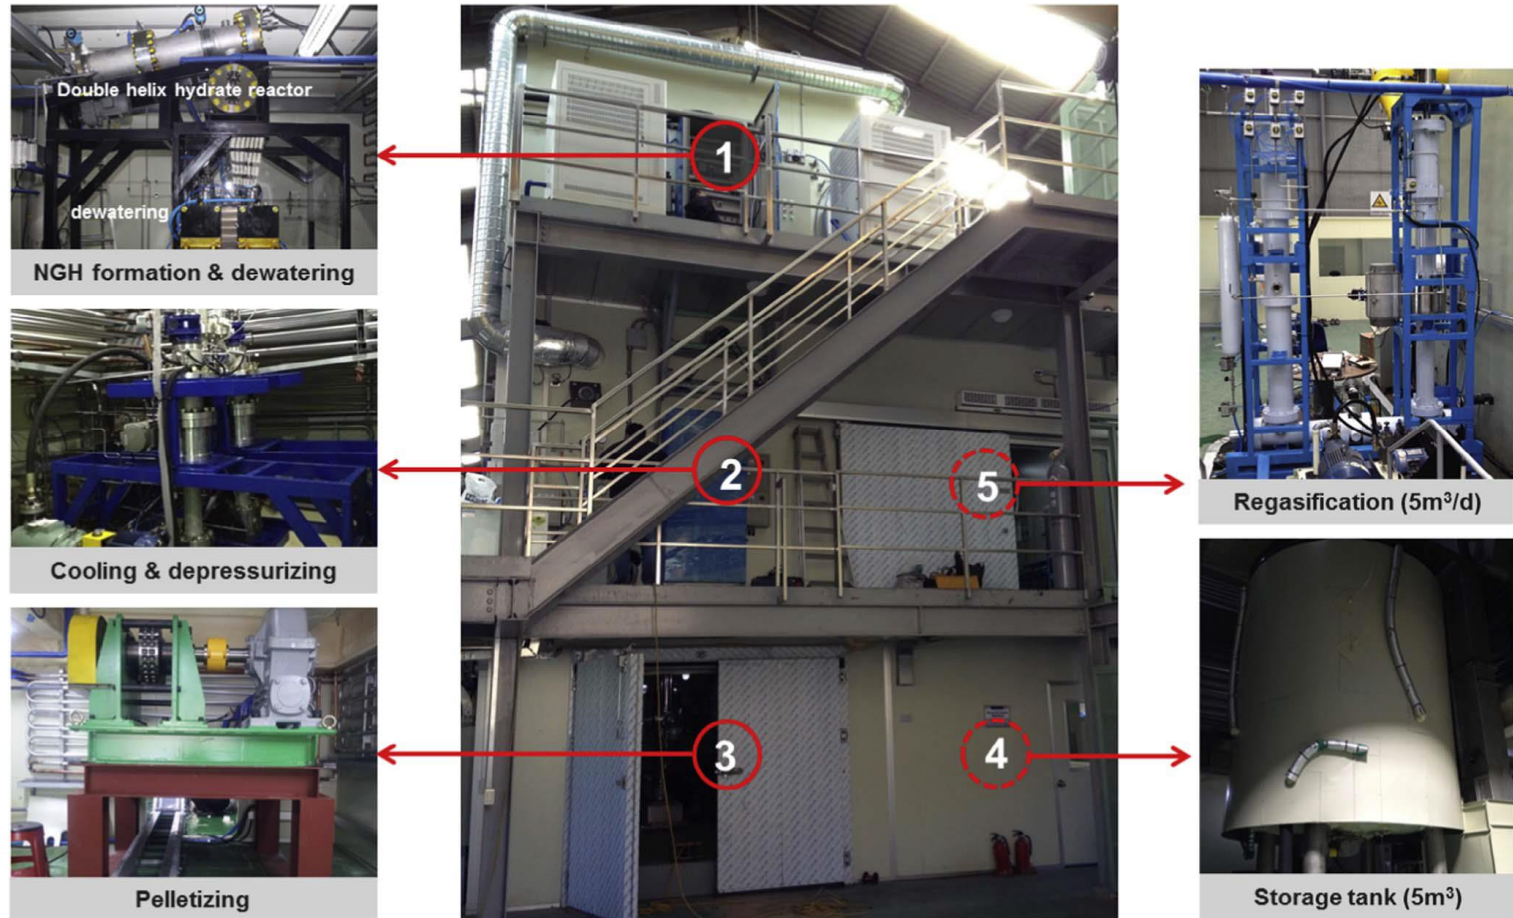 Double helix hydrate reactor
dewatering
NGH formation & dewatering
Cooling & depressurizing
Pelletizing
1
2
3
4
5
Regasification (5m³/d)
Storage tank (5m³)